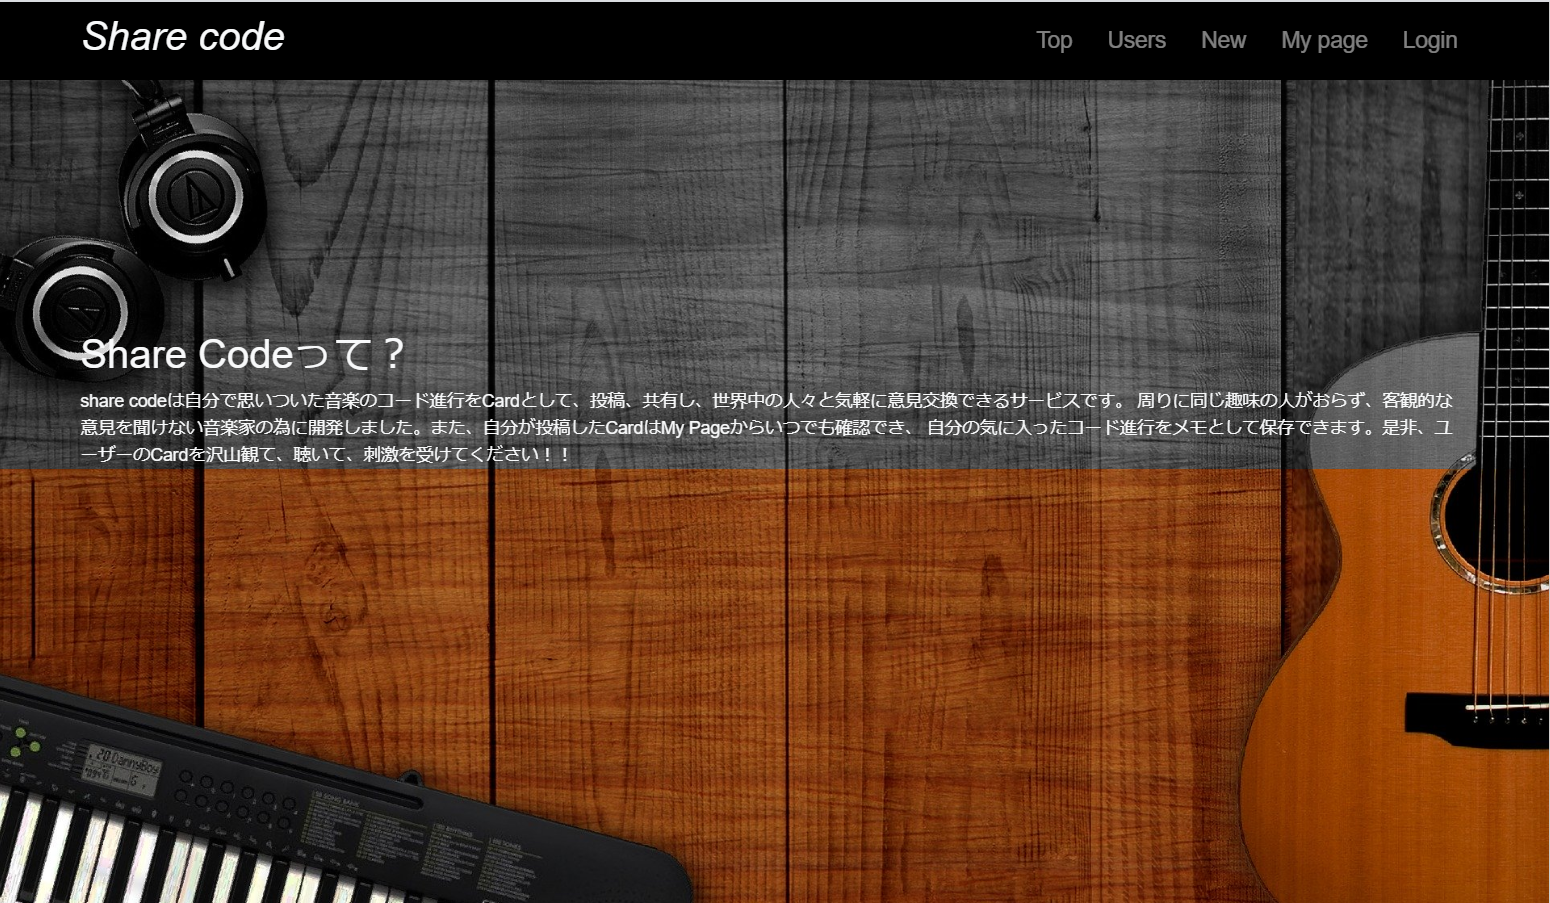 Share code
Top Users New My page Login
Share Codeって？
share codeは自分で思いついた音楽のコード進行をCardとして、投稿、共有し、世界中の人々と気軽に意見交換できるサービスです。 周りに同じ趣味の人がおらず、客観的な
意見を聞けない音楽家の為に開発しました。また、自分が投稿したCardはMy Pageからいつでも確認でき、 自分の気に入ったコード進行をメモとして保存できます。是非、ユ
ーザーのCardを沢山観て、聴いて、刺激を受けてください！！
DannyBoy